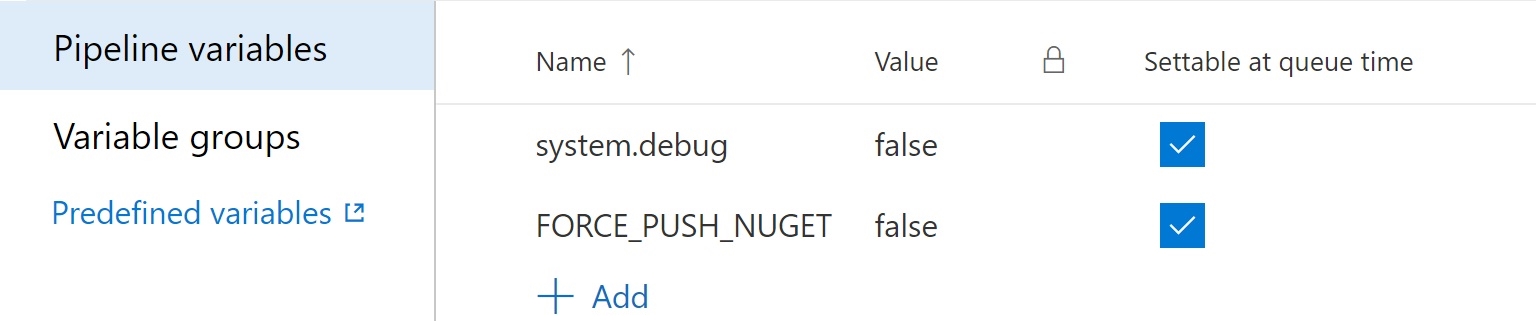 Pipeline variables
Variable groups
Predefined variables
Name ↑ Value Settable at queue time
system.debug false
FORCE_PUSH_NUGET false
+ Add